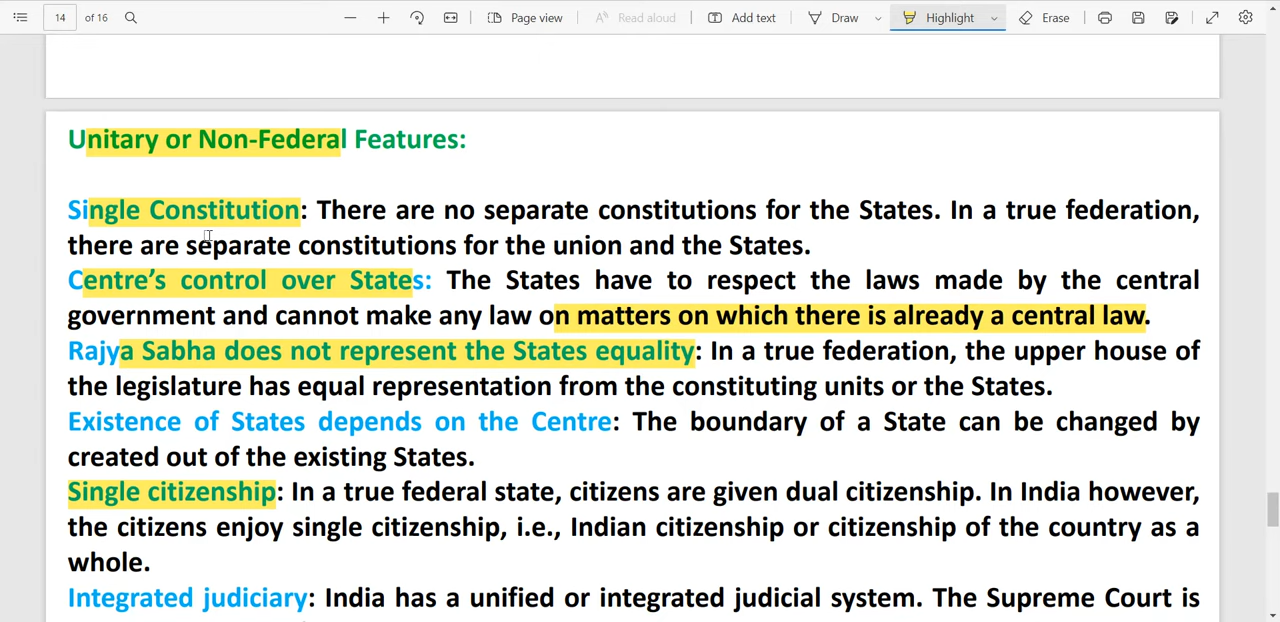 14 of 16 Page view Read aloud Add text Draw Highlight Erase
Unitary or Non-Federal Features:
Single Constitution: There are no separate constitutions for the States. In a true federation,
there are separate constitutions for the union and the States.
Centre’s control over States: The States have to respect the laws made by the central
government and cannot make any law on matters on which there is already a central law.
Rajya Sabha does not represent the States equality: In a true federation, the upper house of
the legislature has equal representation from the constituting units or the States.
Existence of States depends on the Centre: The boundary of a State can be changed by
created out of the existing States.
Single citizenship: In a true federal state, citizens are given dual citizenship. In India however,
the citizens enjoy single citizenship, i.e., Indian citizenship or citizenship of the country as a
whole.
Integrated judiciary: India has a unified or integrated judicial system. The Supreme Court is